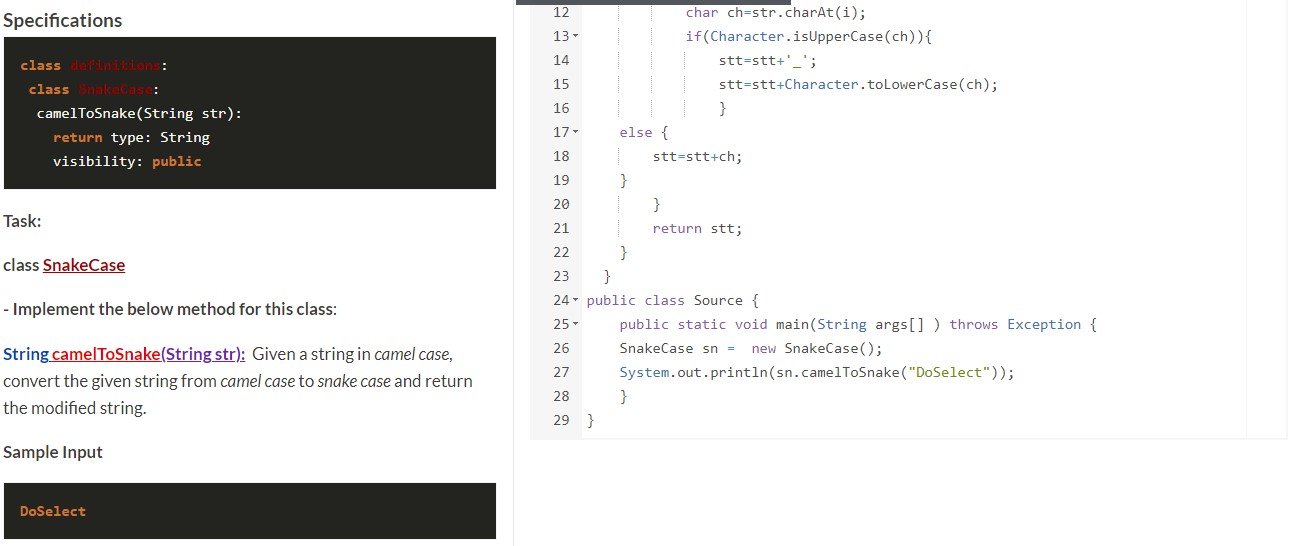 Specifications
class definitions:
class SnakeCase:
camelToSnake(String str):
return type: String
visibility: public
Task:
class SnakeCase
- Implement the below method for this class:
String camelToSnake(String str): Given a string in camel case,
convert the given string from camel case to snake case and return
the modified string.
Sample Input
DoSelect
12 char ch=str.charAt(i);
13 if(Character.isUpperCase(ch)){
14 stt=stt+'_';
15 stt=stt+Character.toLowerCase(ch);
16 }
17 else {
18 stt=stt+ch;
19 }
20 }
21 return stt;
22 }
23 }
24 public class Source {
25 public static void main(String args[] ) throws Exception {
26 SnakeCase sn = new SnakeCase();
27 System.out.println(sn.camelToSnake("DoSelect"));
28 }
29 }